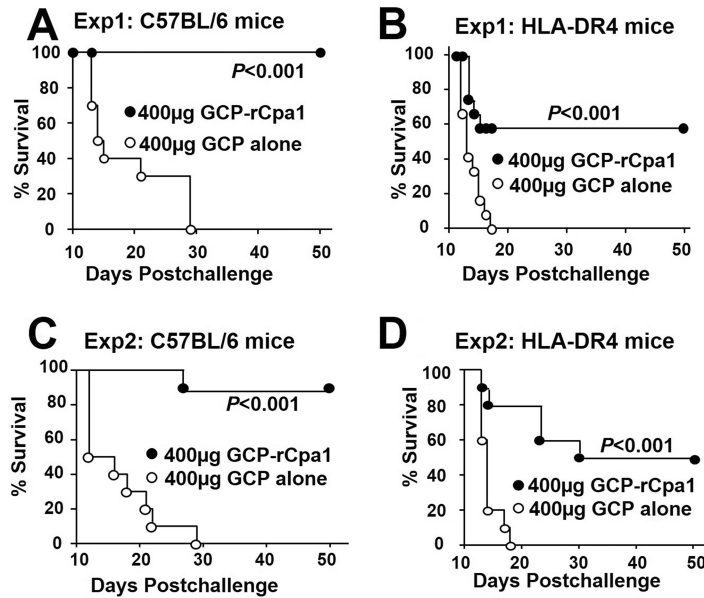 A
Exp1: C57BL/6 mice
% Survival
100
80
60
40
20
0
P<0.001
400µg GCP-rCpa1
400µg GCP alone
10
20
30
40
50
Days Postchallenge
B
Exp1: HLA-DR4 mice
% Survival
100
80
60
40
20
0
P<0.001
400µg GCP-rCpa1
400µg GCP alone
10
20
30
40
50
Days Postchallenge
C
Exp2: C57BL/6 mice
% Survival
100
80
60
40
20
0
P<0.001
400µg GCP-rCpa1
400µg GCP alone
10
20
30
40
50
Days Postchallenge
D
Exp2: HLA-DR4 mice
% Survival
100
80
60
40
20
0
P<0.001
400µg GCP-rCpa1
400µg GCP alone
10
20
30
40
50
Days Postchallenge